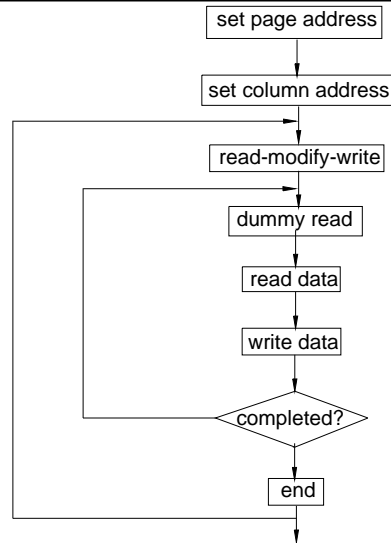 set page address
set column address
read-modify-write
dummy read
read data
write data
completed?
end